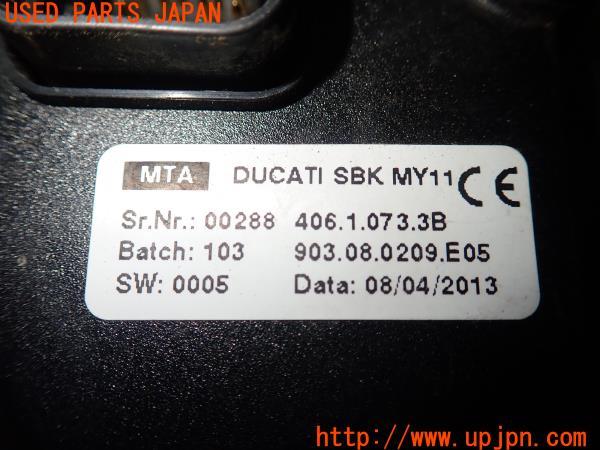 USED PARTS JAPAN
MTA DUCATI SBK MY11 CE
Sr.Nr.: 00288 406.1.073.3B
Batch: 103 903.08.0209.E05
SW: 0005 Data: 08/04/2013
http://www.upjpn.com/